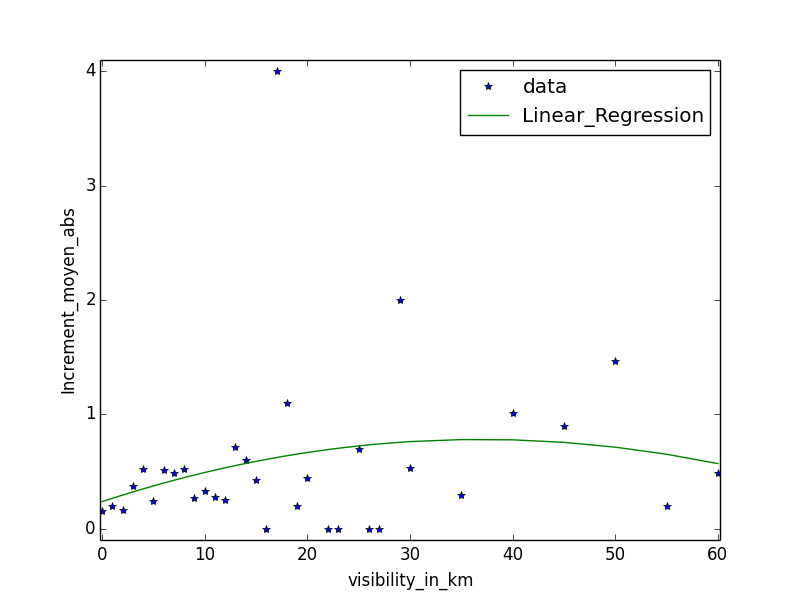 data
Linear_Regression
4
3
2
1
0
Increment_moyen_abs
0 10 20 30 40 50 60
visibility_in_km